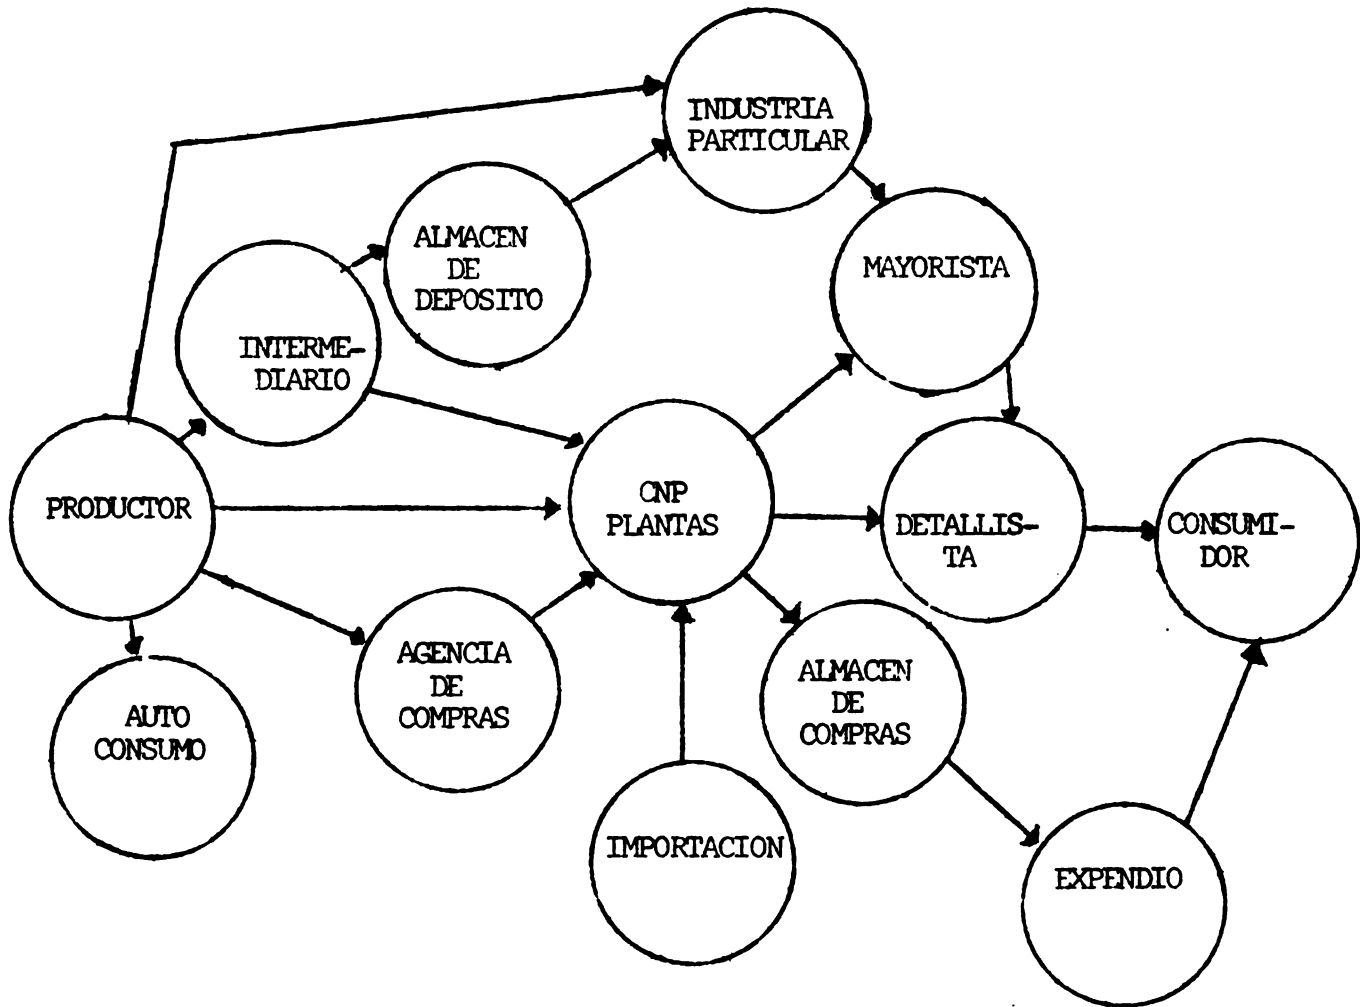 INDUSTRIA
PARTICULAR
ALMACEN
DE
DEPOSITO
MAYORISTA
INTERME-
DIARIO
PRODUCTOR
CNP
PLANTAS
DETALLIS-
TA
CONSUMI-
DOR
AGENCIA
DE
COMPRAS
ALMACEN
DE
COMPRAS
AUTO
CONSUMO
IMPORTACION
EXPENDIO